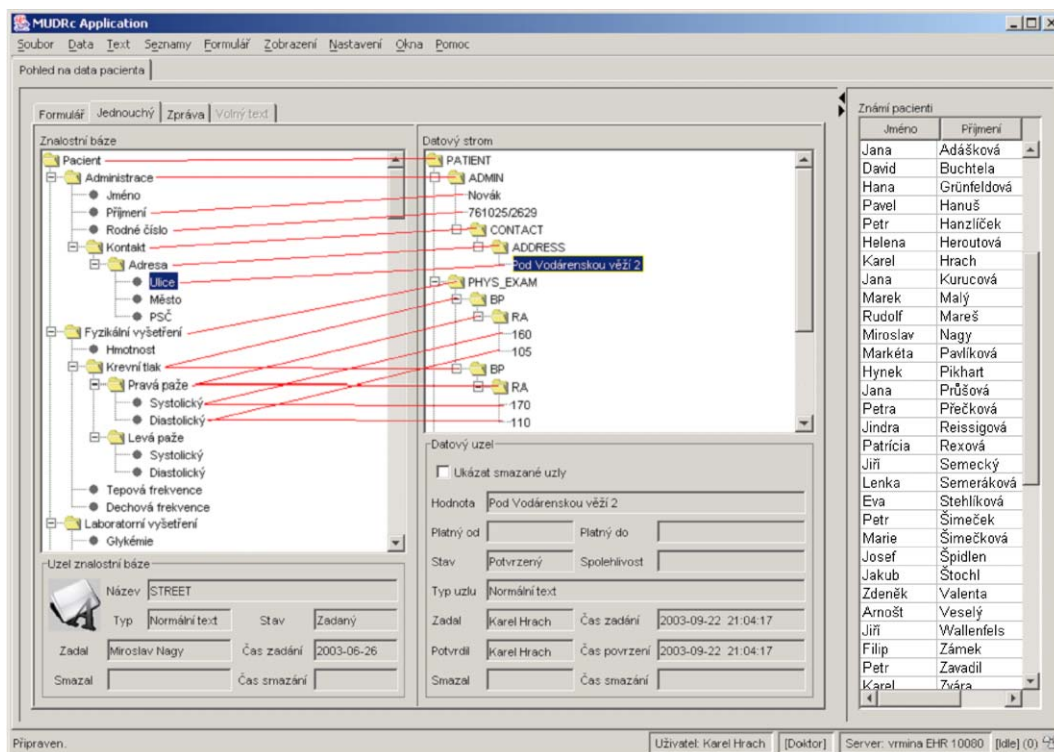 MUDRc Application
Soubor Data Text Seznamy Formulář Zobrazení Nastavení Okna Pomoc
Pohled na data pacienta
Formulář Jednouchý Zpráva Volný text
Znalostní báze
Pacient
Administrace
Jméno
Příjmení
Rodné číslo
Kontakt
Adresa
Ulice
Město
PSČ
Fyzikální vyšetření
Hmotnost
Krevní tlak
Pravá paže
Systolický
Diastolický
Levá paže
Systolický
Diastolický
Tepová frekvence
Dechová frekvence
Laboratorní vyšetření
Glykémie
Uzel znalostní báze
Název STREET
Typ Normální text Stav Zadaný
Zadal Miroslav Nagy Čas zadání 2003-06-26
Smazal Čas smazání
Datový strom
PATIENT
ADMIN
Novák
761025/2629
CONTACT
ADDRESS
Pod Vodárenskou věží 2
PHYS_EXAM
BP
RA
160
105
BP
RA
170
110
Datový uzel
Ukázat smazané uzly
Hodnota Pod Vodárenskou věží 2
Platný od Platný do
Stav Potvrzený Spolehlivost
Typ uzlu Normální text
Zadal Karel Hrach Čas zadání 2003-09-22 21:04:17
Potvrdil Karel Hrach Čas povrzení 2003-09-22 21:04:17
Smazal Čas smazání
Známí pacienti
Jméno Příjmení
Jana Adášková
David Buchtela
Hana Grünfeldová
Pavel Hanuš
Petr Hanzlíček
Helena Heroutová
Karel Hrach
Jana Kurucová
Marek Malý
Rudolf Mareš
Miroslav Nagy
Markéta Pavlíková
Hynek Pikhart
Jana Průšová
Petra Přečková
Jindra Reissigová
Patrícia Rexová
Jiří Semecký
Lenka Semeráková
Eva Stehlíková
Petr Šimeček
Marie Šimečková
Josef Špidlen
Jakub Štochl
Zdeněk Valenta
Arnošt Veselý
Jiří Wallenfels
Filip Zámek
Petr Zavadil
Karel Zvára
Připraven. Uživatel: Karel Hrach [Doktor] Server: vrmina EHR 10080 [Idle] (0)